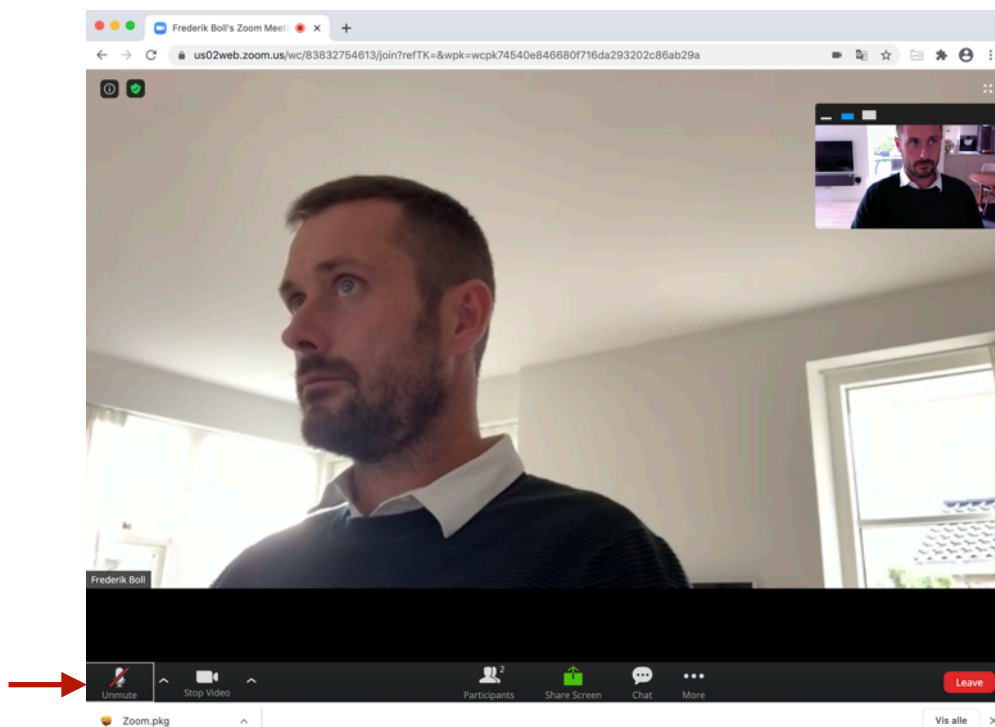 Frederik Boll's Zoom Meeti
us02web.zoom.us/wc/83832754613/join?refTK=&wpk=wcpk74540e846680f716da293202c86ab29a
Frederik Boll
Unmute
Stop Video
2
Participants
Share Screen
Chat
More
Leave
Zoom.pkg
Vis alle